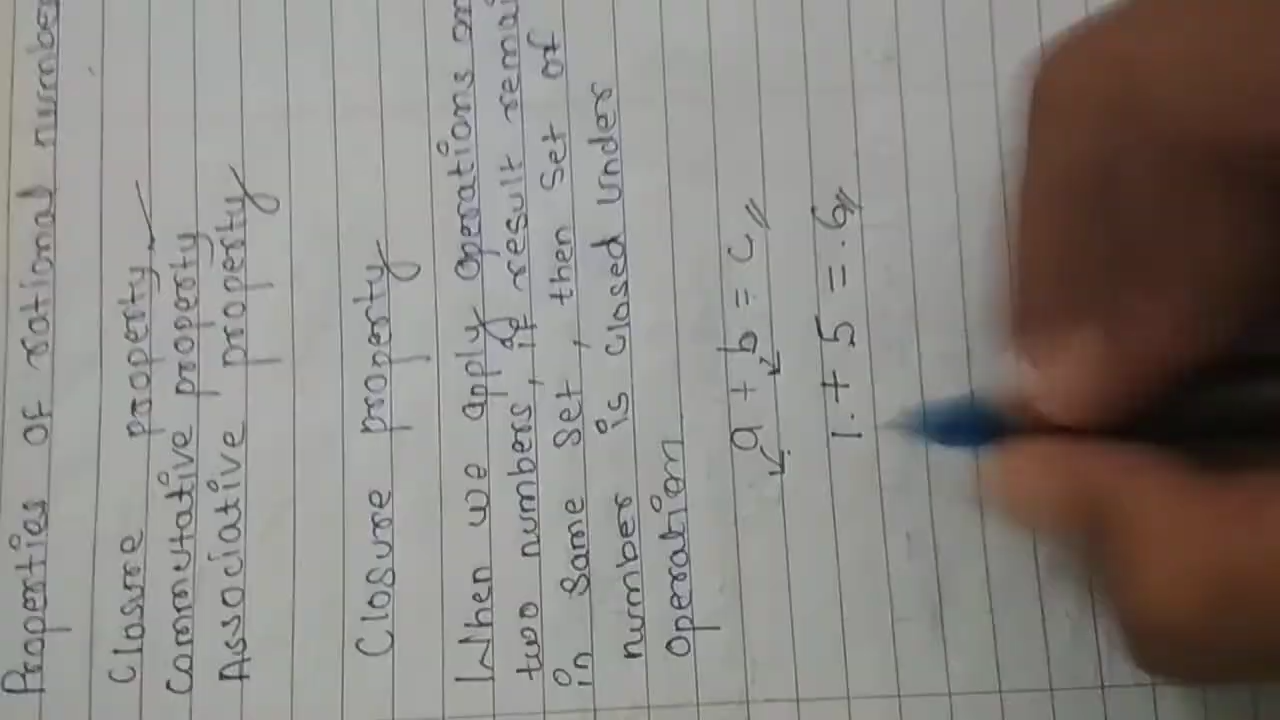 Properties of rational number
Closure property
Commutative property
Associative property
Closure property
When we apply operations on
two numbers, if result remai
in same set, then set of
number is closed under
operation
a + b = c
1 + 5 = 6